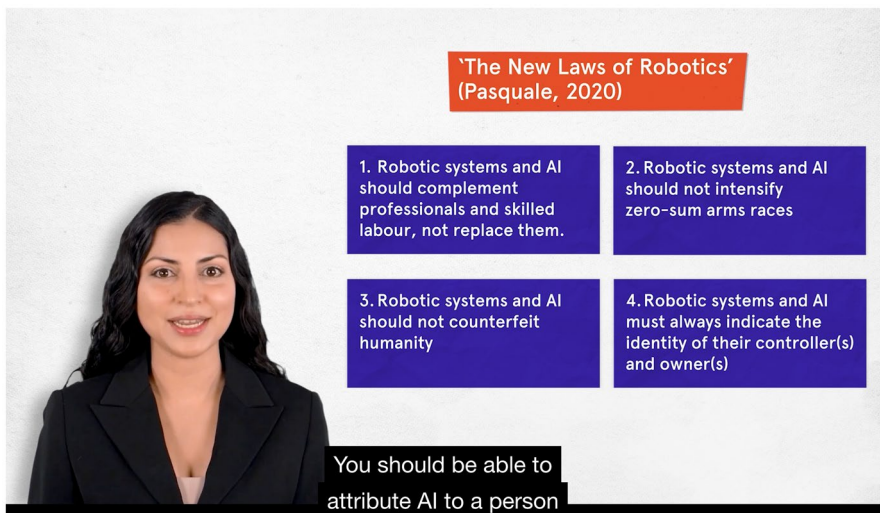 ‘The New Laws of Robotics’
(Pasquale, 2020)
1. Robotic systems and AI
should complement
professionals and skilled
labour, not replace them.
2. Robotic systems and AI
should not intensify
zero-sum arms races
3. Robotic systems and AI
should not counterfeit
humanity
4. Robotic systems and AI
must always indicate the
identity of their controller(s)
and owner(s)
You should be able to
attribute AI to a person